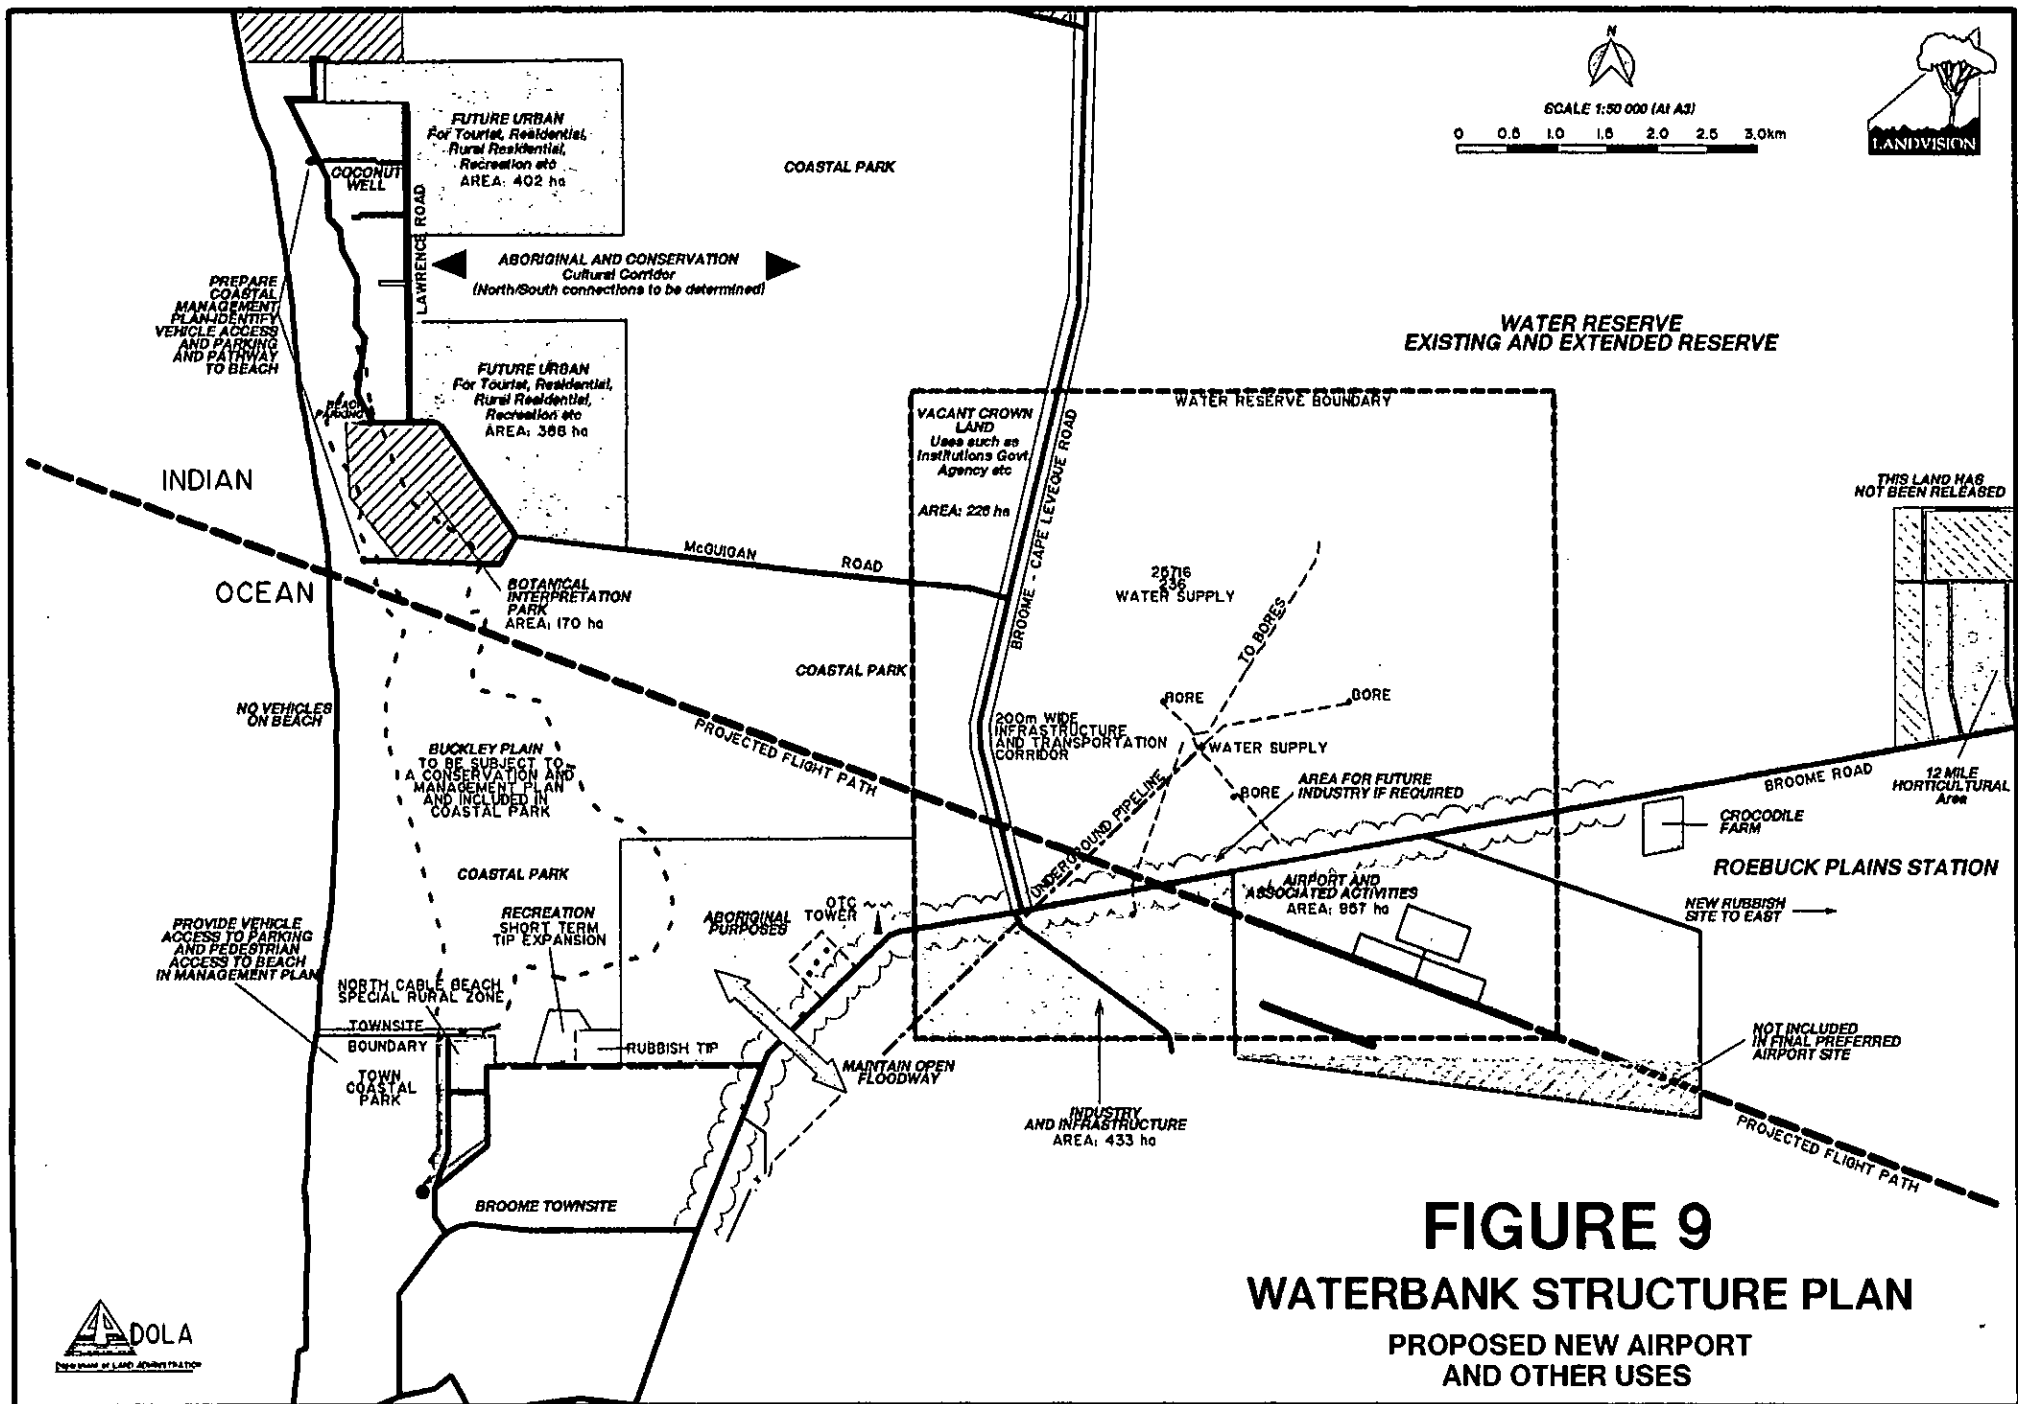 N
SCALE 1:50 000 (At A3)
0 0.5 1.0 1.5 2.0 2.5 3.0km
LANDVISION
FUTURE URBAN
For Tourist, Residential,
Rural Residential,
Recreation etc
AREA: 402 ha
COASTAL PARK
COCONUT
WELL
LAWRENCE ROAD
ABORIGINAL AND CONSERVATION
Cultural Corridor
(North/South connections to be determined)
PREPARE
COASTAL
MANAGEMENT
PLAN-IDENTIFY
VEHICLE ACCESS
AND PARKING
AND PATHWAY
TO BEACH
WATER RESERVE
EXISTING AND EXTENDED RESERVE
FUTURE URBAN
For Tourist, Residential,
Rural Residential,
Recreation etc
AREA: 366 ha
BEACH
PARKING
VACANT CROWN
LAND
Uses such as
Institutions Govt
Agency etc
AREA: 226 ha
WATER RESERVE BOUNDARY
BROOME - CAPE LEVEQUE ROAD
INDIAN
OCEAN
THIS LAND HAS
NOT BEEN RELEASED
McGUIGAN ROAD
BOTANICAL
INTERPRETATION
PARK
AREA: 170 ha
25716
236
WATER SUPPLY
TO BORES
COASTAL PARK
NO VEHICLES
ON BEACH
BORE
BORE
PROJECTED FLIGHT PATH
200m WIDE
INFRASTRUCTURE
AND TRANSPORTATION
CORRIDOR
WATER SUPPLY
BUCKLEY PLAIN
TO BE SUBJECT TO
A CONSERVATION AND
MANAGEMENT PLAN
AND INCLUDED IN
COASTAL PARK
AREA FOR FUTURE
INDUSTRY IF REQUIRED
BORE
UNDERGROUND PIPELINE
BROOME ROAD
12 MILE
HORTICULTURAL
Area
CROCODILE
FARM
ROEBUCK PLAINS STATION
COASTAL PARK
AIRPORT AND
ASSOCIATED ACTIVITIES
AREA: 967 ha
NEW RUBBISH
SITE TO EAST
OTC
TOWER
ABORIGINAL
PURPOSES
RECREATION
SHORT TERM
TIP EXPANSION
PROVIDE VEHICLE
ACCESS TO PARKING
AND PEDESTRIAN
ACCESS TO BEACH
IN MANAGEMENT PLAN
NORTH CABLE BEACH
SPECIAL RURAL ZONE
TOWNSITE
BOUNDARY
RUBBISH TIP
TOWN
COASTAL
PARK
MAINTAIN OPEN
FLOODWAY
NOT INCLUDED
IN FINAL PREFERRED
AIRPORT SITE
INDUSTRY
AND INFRASTRUCTURE
AREA: 433 ha
PROJECTED FLIGHT PATH
BROOME TOWNSITE
FIGURE 9
WATERBANK STRUCTURE PLAN
PROPOSED NEW AIRPORT
AND OTHER USES
DOLA
Department of LAND ADMINISTRATION